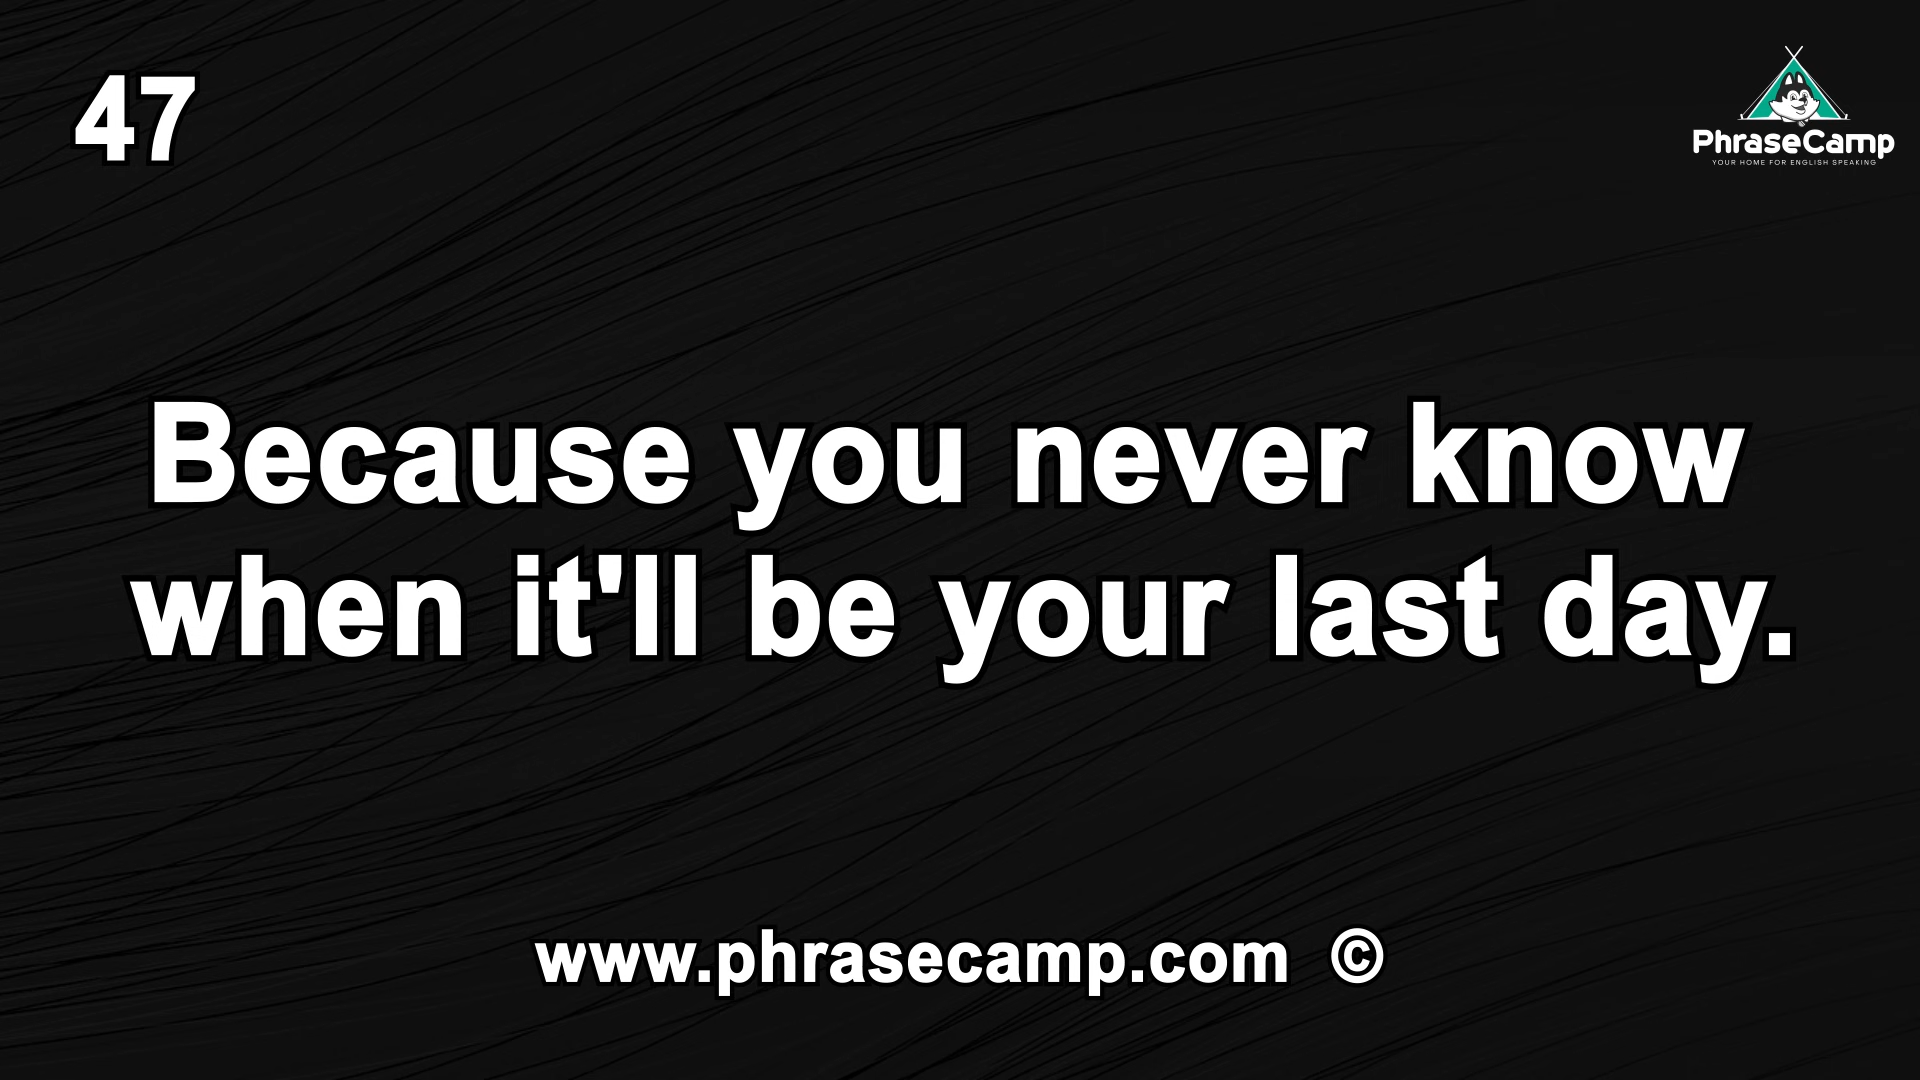 47
PhraseCamp
YOUR HOME FOR ENGLISH SPEAKING
Because you never know
when it'll be your last day.
www.phrasecamp.com ©